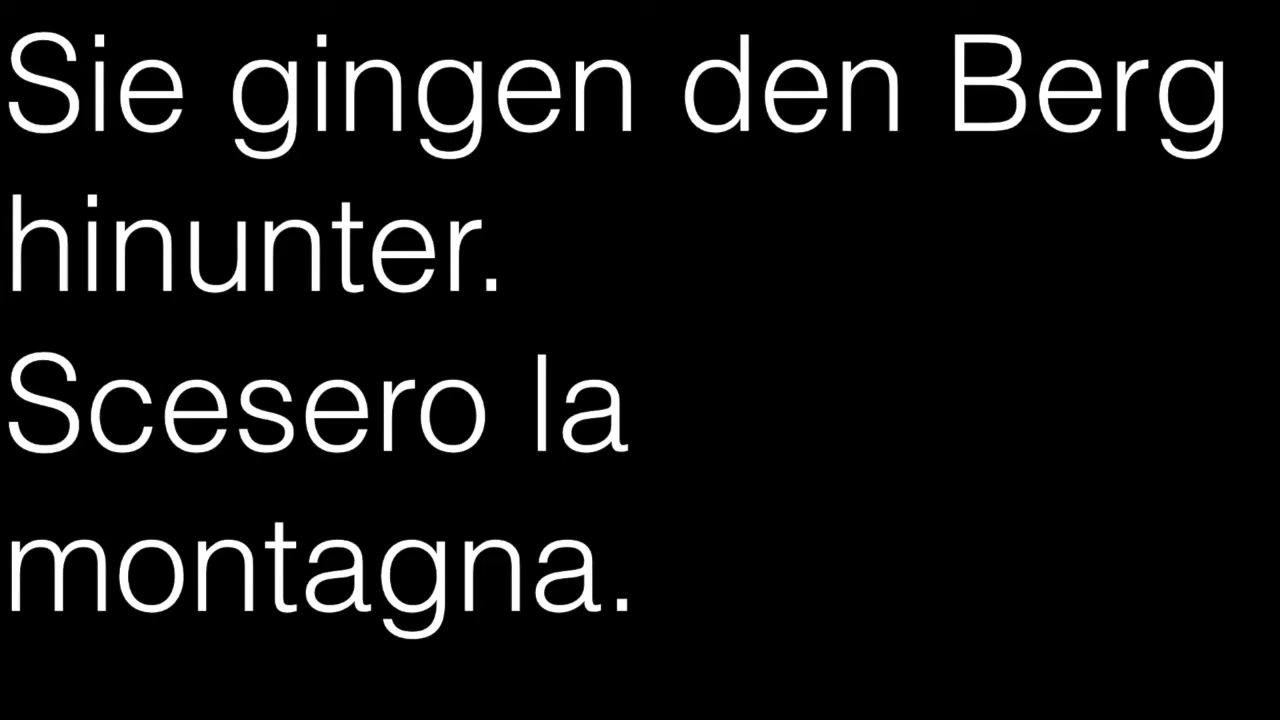 Sie gingen den Berg
hinunter.
Scesero la
montagna.